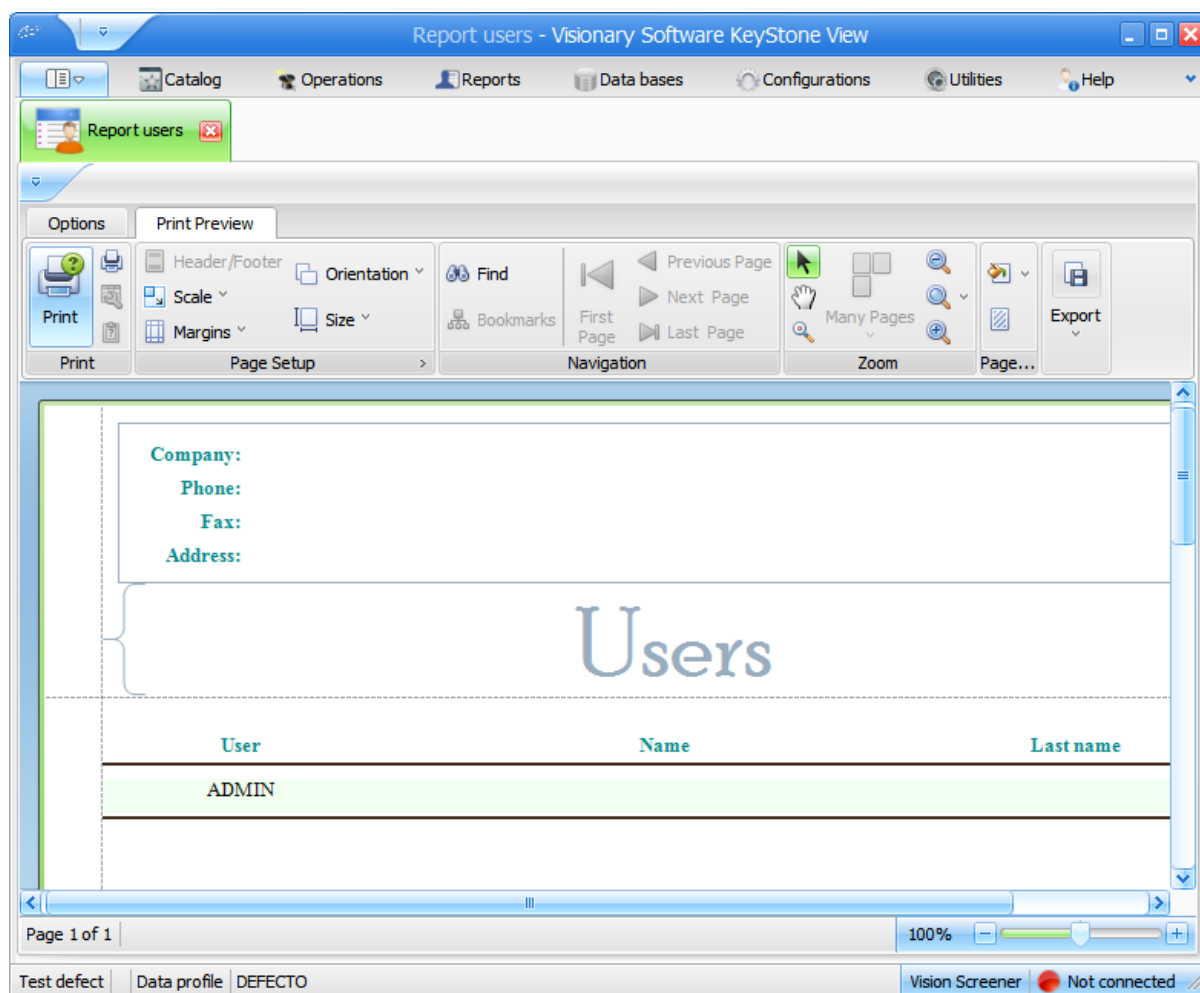 Report users - Visionary Software KeyStone View
Catalog Operations Reports Data bases Configurations Utilities Help
Report users
Options Print Preview
Print
Header/Footer
Scale
Margins
Orientation
Size
Find
Bookmarks
First Page
Previous Page
Next Page
Last Page
Many Pages
Export
Print Page Setup Navigation Zoom Page...
Company:
Phone:
Fax:
Address:
Users
User Name Last name
ADMIN
Page 1 of 1 100%
Test defect Data profile DEFECTO Vision Screener Not connected